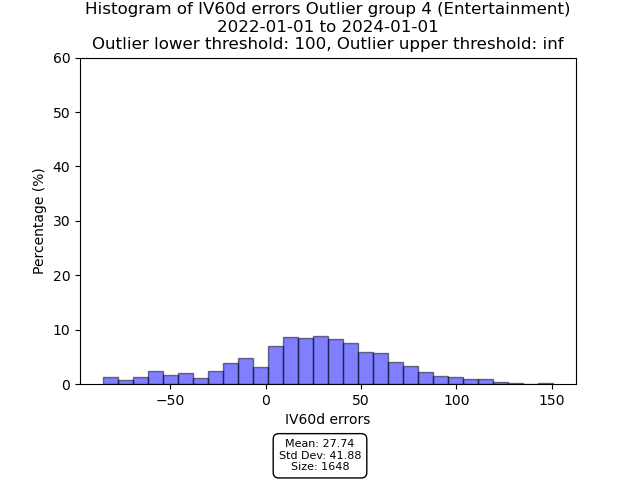 Histogram of IV60d errors Outlier group 4 (Entertainment)
2022-01-01 to 2024-01-01
Outlier lower threshold: 100, Outlier upper threshold: inf
60
50
40
30
20
10
0
Percentage (%)
−50 0 50 100 150
IV60d errors
Mean: 27.74
Std Dev: 41.88
Size: 1648